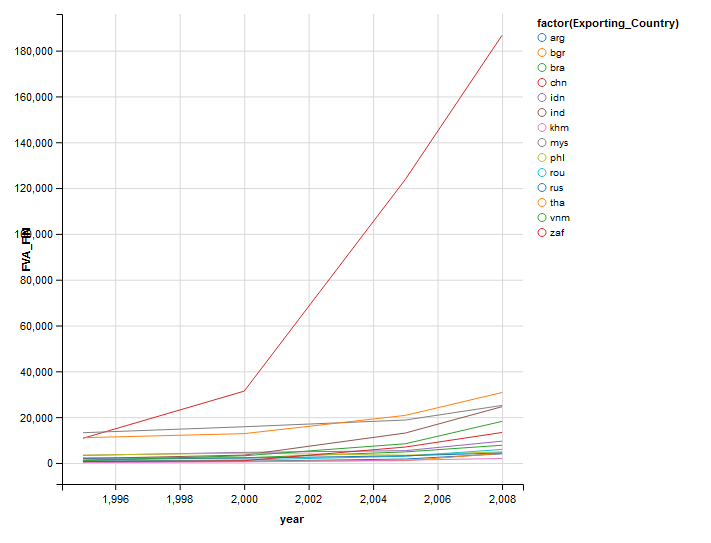 factor(Exporting_Country)
arg
bgr
bra
chn
idn
ind
khm
mys
phl
rou
rus
tha
vnm
zaf
180,000
160,000
140,000
120,000
100,000
80,000
60,000
40,000
20,000
0
FVA_FIN
1,996
1,998
2,000
2,002
2,004
2,006
2,008
year